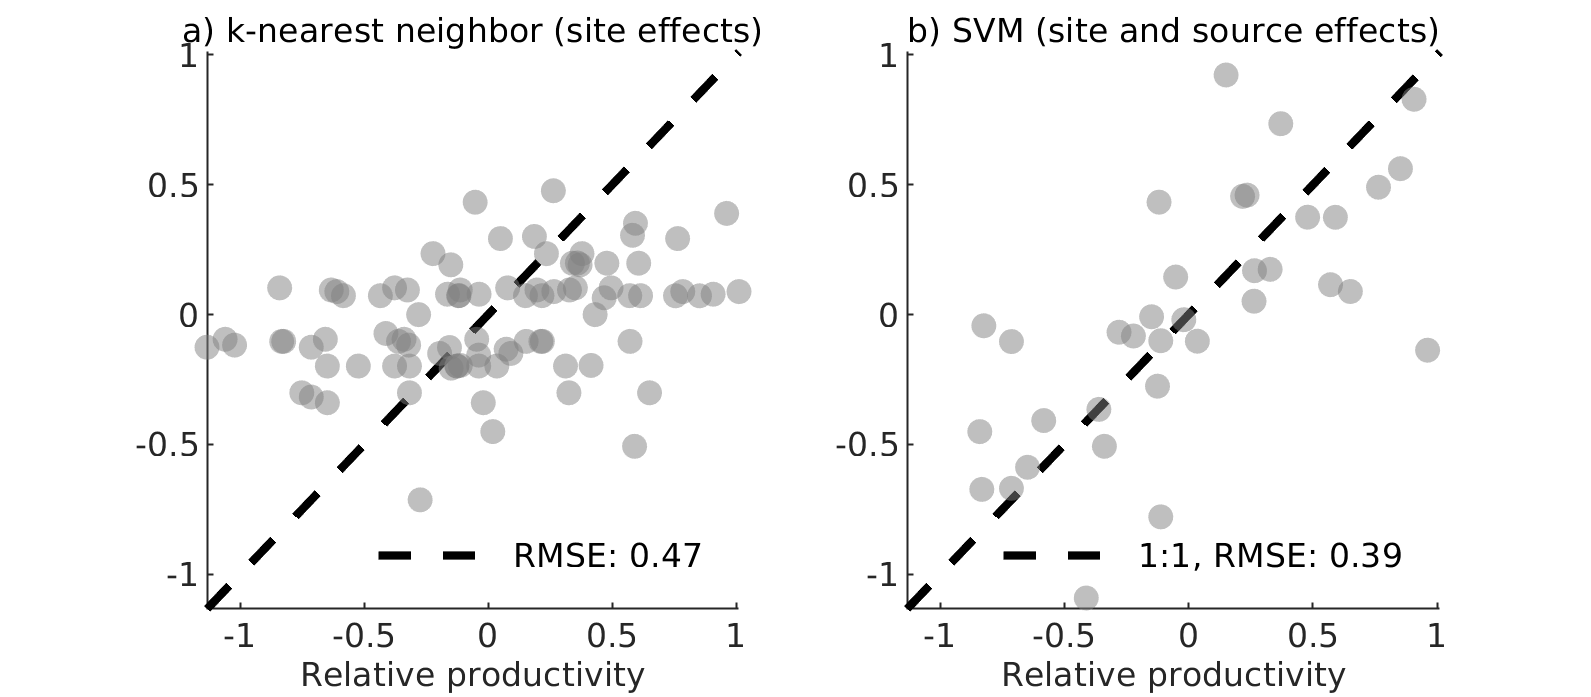 a) k-nearest neighbor (site effects)
1
0.5
0
-0.5
-1
-1 -0.5 0 0.5 1
Relative productivity
RMSE: 0.47
b) SVM (site and source effects)
1
0.5
0
-0.5
-1
-1 -0.5 0 0.5 1
Relative productivity
1:1, RMSE: 0.39